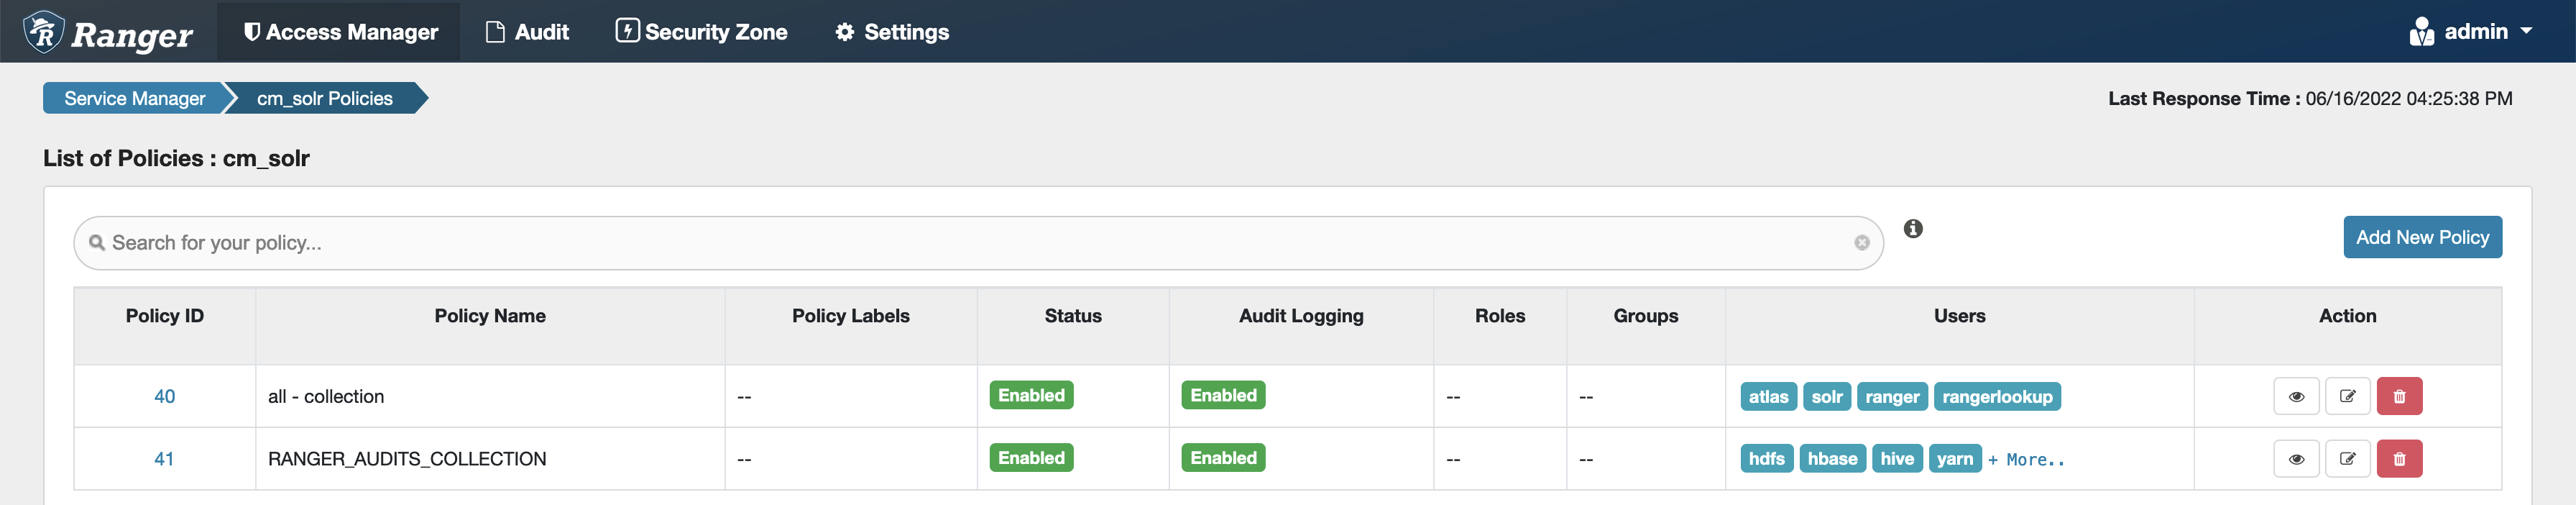 Ranger Access Manager Audit Security Zone Settings admin
Service Manager cm_solr Policies Last Response Time : 06/16/2022 04:25:38 PM
List of Policies : cm_solr
Search for your policy... Add New Policy
Policy ID Policy Name Policy Labels Status Audit Logging Roles Groups Users Action
40 all - collection -- Enabled Enabled -- -- atlas solr ranger rangerlookup
41 RANGER_AUDITS_COLLECTION -- Enabled Enabled -- -- hdfs hbase hive yarn + More..